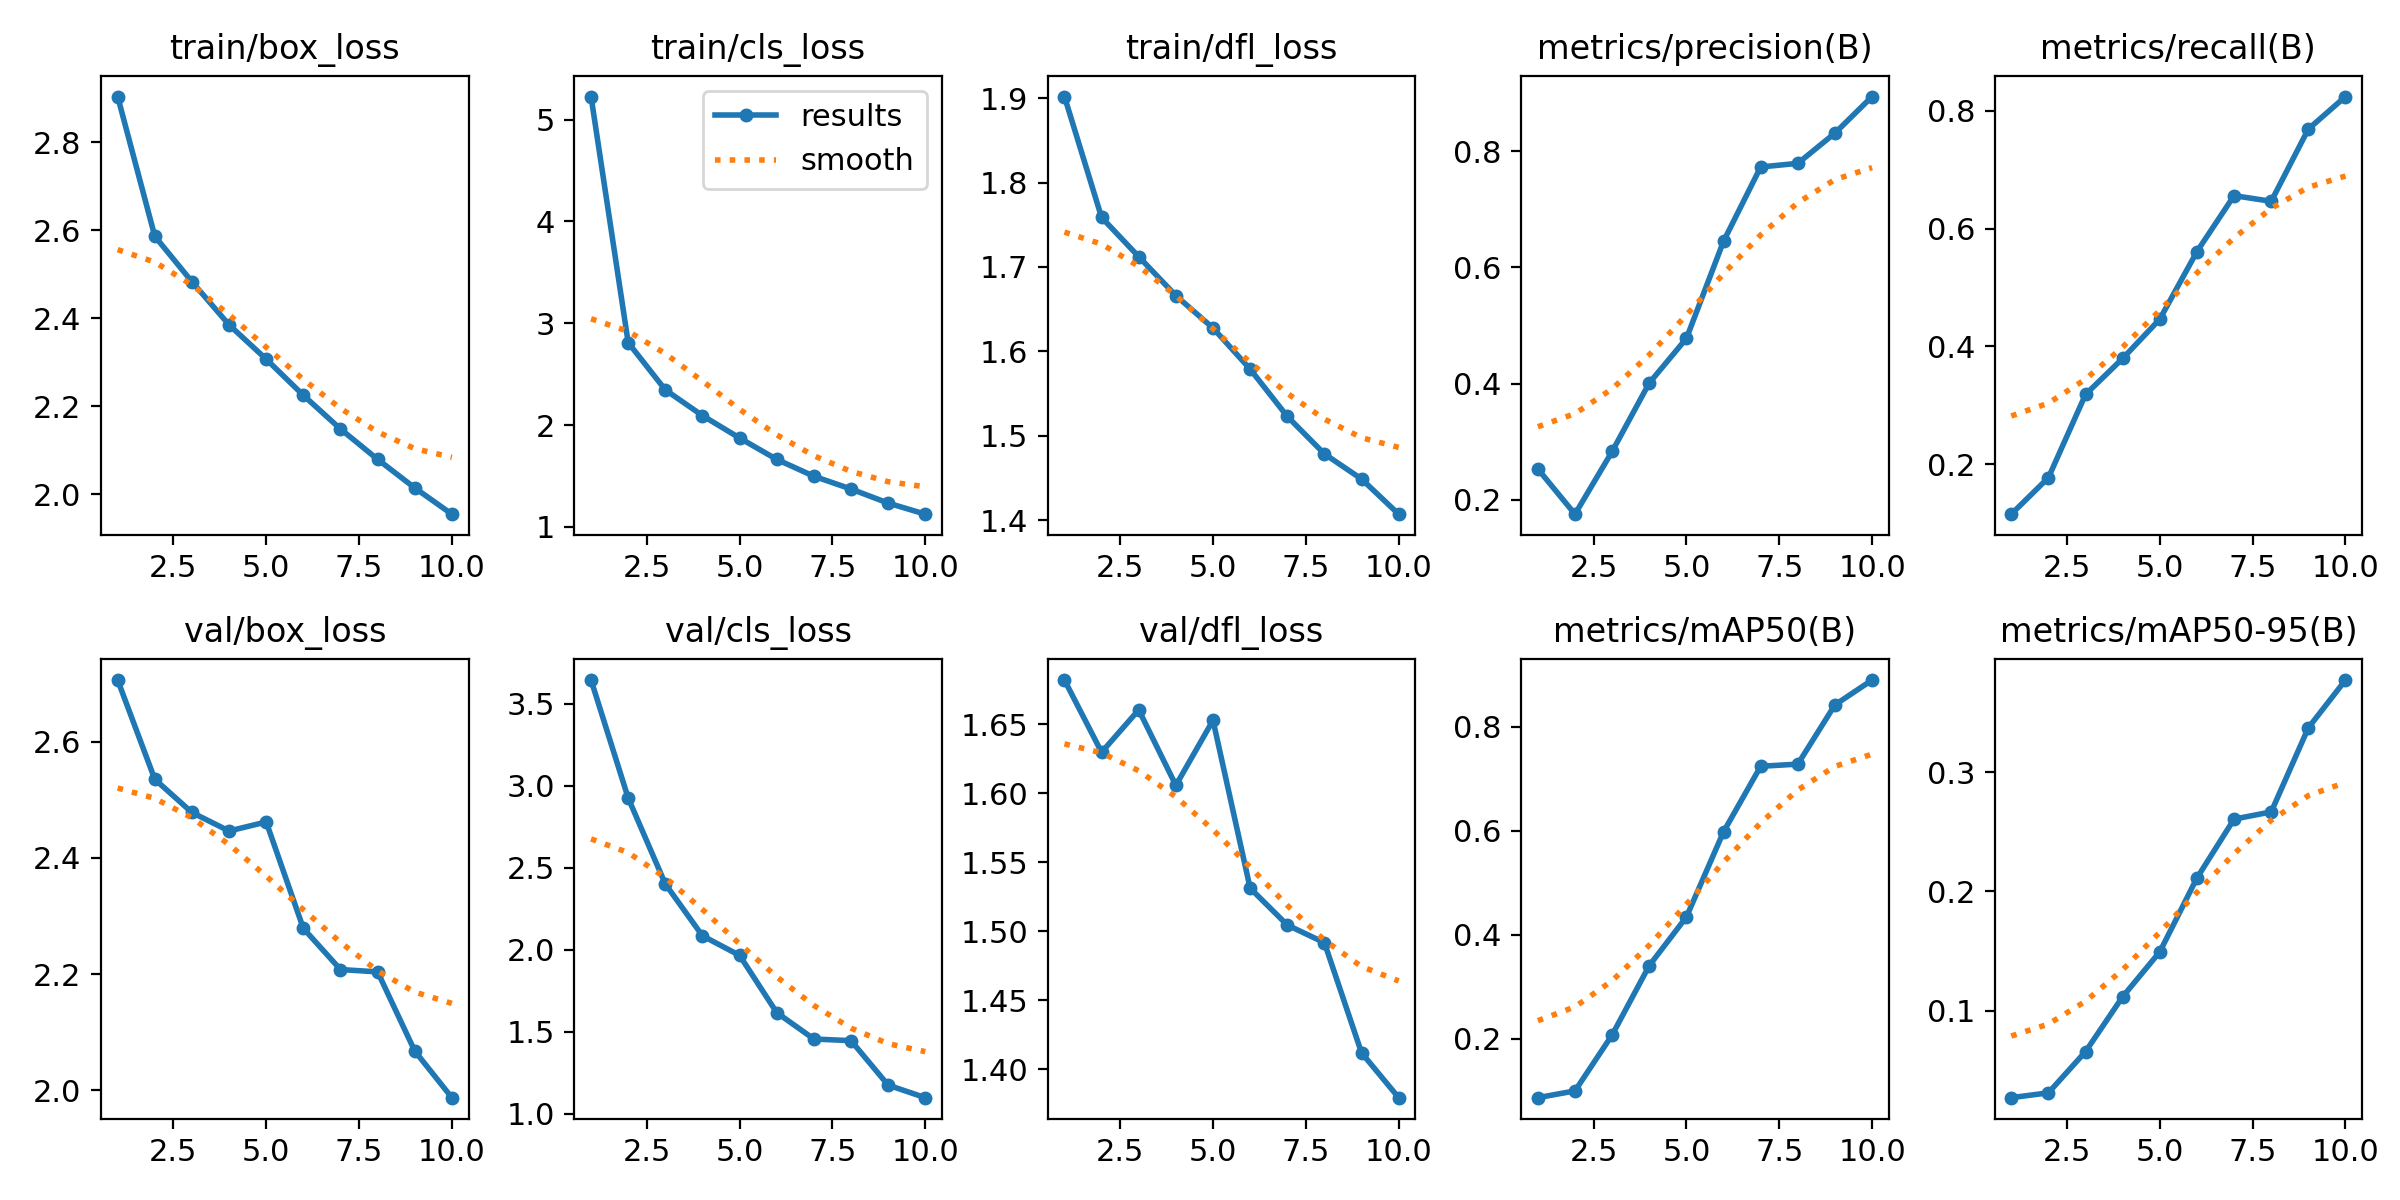 train/box_loss
train/cls_loss
train/dfl_loss
metrics/precision(B)
metrics/recall(B)
2.8
2.6
2.4
2.2
2.0
2.5 5.0 7.5 10.0
5
4
3
2
1
results
smooth
2.5 5.0 7.5 10.0
1.9
1.8
1.7
1.6
1.5
1.4
2.5 5.0 7.5 10.0
0.8
0.6
0.4
0.2
2.5 5.0 7.5 10.0
0.8
0.6
0.4
0.2
2.5 5.0 7.5 10.0
val/box_loss
val/cls_loss
val/dfl_loss
metrics/mAP50(B)
metrics/mAP50-95(B)
2.6
2.4
2.2
2.0
2.5 5.0 7.5 10.0
3.5
3.0
2.5
2.0
1.5
1.0
2.5 5.0 7.5 10.0
1.65
1.60
1.55
1.50
1.45
1.40
2.5 5.0 7.5 10.0
0.8
0.6
0.4
0.2
2.5 5.0 7.5 10.0
0.3
0.2
0.1
2.5 5.0 7.5 10.0